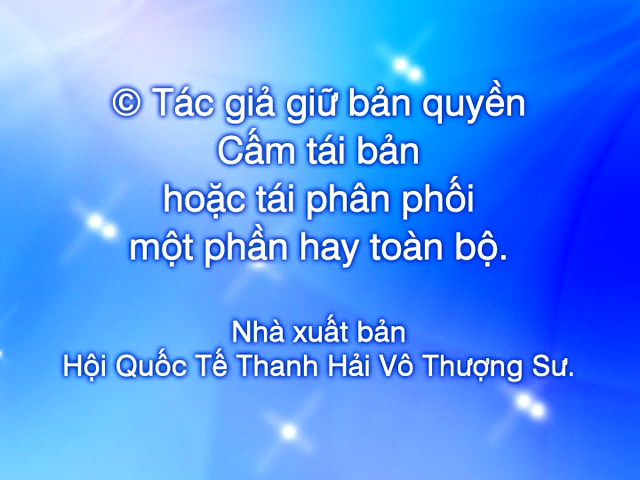 © Tác giả giữ bản quyền
Cấm tái bản
hoặc tái phân phối
một phần hay toàn bộ.
Nhà xuất bản
Hội Quốc Tế Thanh Hải Vô Thượng Sư.